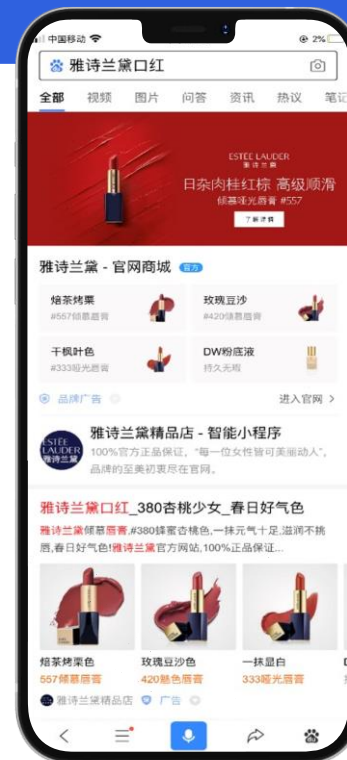 中国移动
2%
雅诗兰黛口红
全部 视频 图片 问答 资讯 热议 笔记
ESTĒE LAUDER
雅诗兰黛
日杂肉桂红棕 高级顺滑
倾慕哑光唇膏 #557
了解详情
雅诗兰黛 - 官网商城 官方
焙茶烤栗
#557倾慕唇膏
玫瑰豆沙
#420倾慕唇膏
干枫叶色
#333哑光唇膏
DW粉底液
持久无瑕
品牌广告
进入官网 >
ESTĒE
LAUDER
雅诗兰黛
雅诗兰黛精品店 - 智能小程序
100%官方正品保证, “每一位女性皆可美丽动人”,
品牌的至美初衷尽在官网。
雅诗兰黛口红_380杏桃少女_春日好气色
雅诗兰黛倾慕唇膏,#380蜂蜜杏桃色,一抹元气十足,滋润不挑
唇,春日好气色!雅诗兰黛官方网站,100%正品保证...
焙茶烤栗色
557倾慕唇膏
玫瑰豆沙色
420魅色唇膏
一抹显白
333哑光唇膏
雅诗兰黛精品店 广告